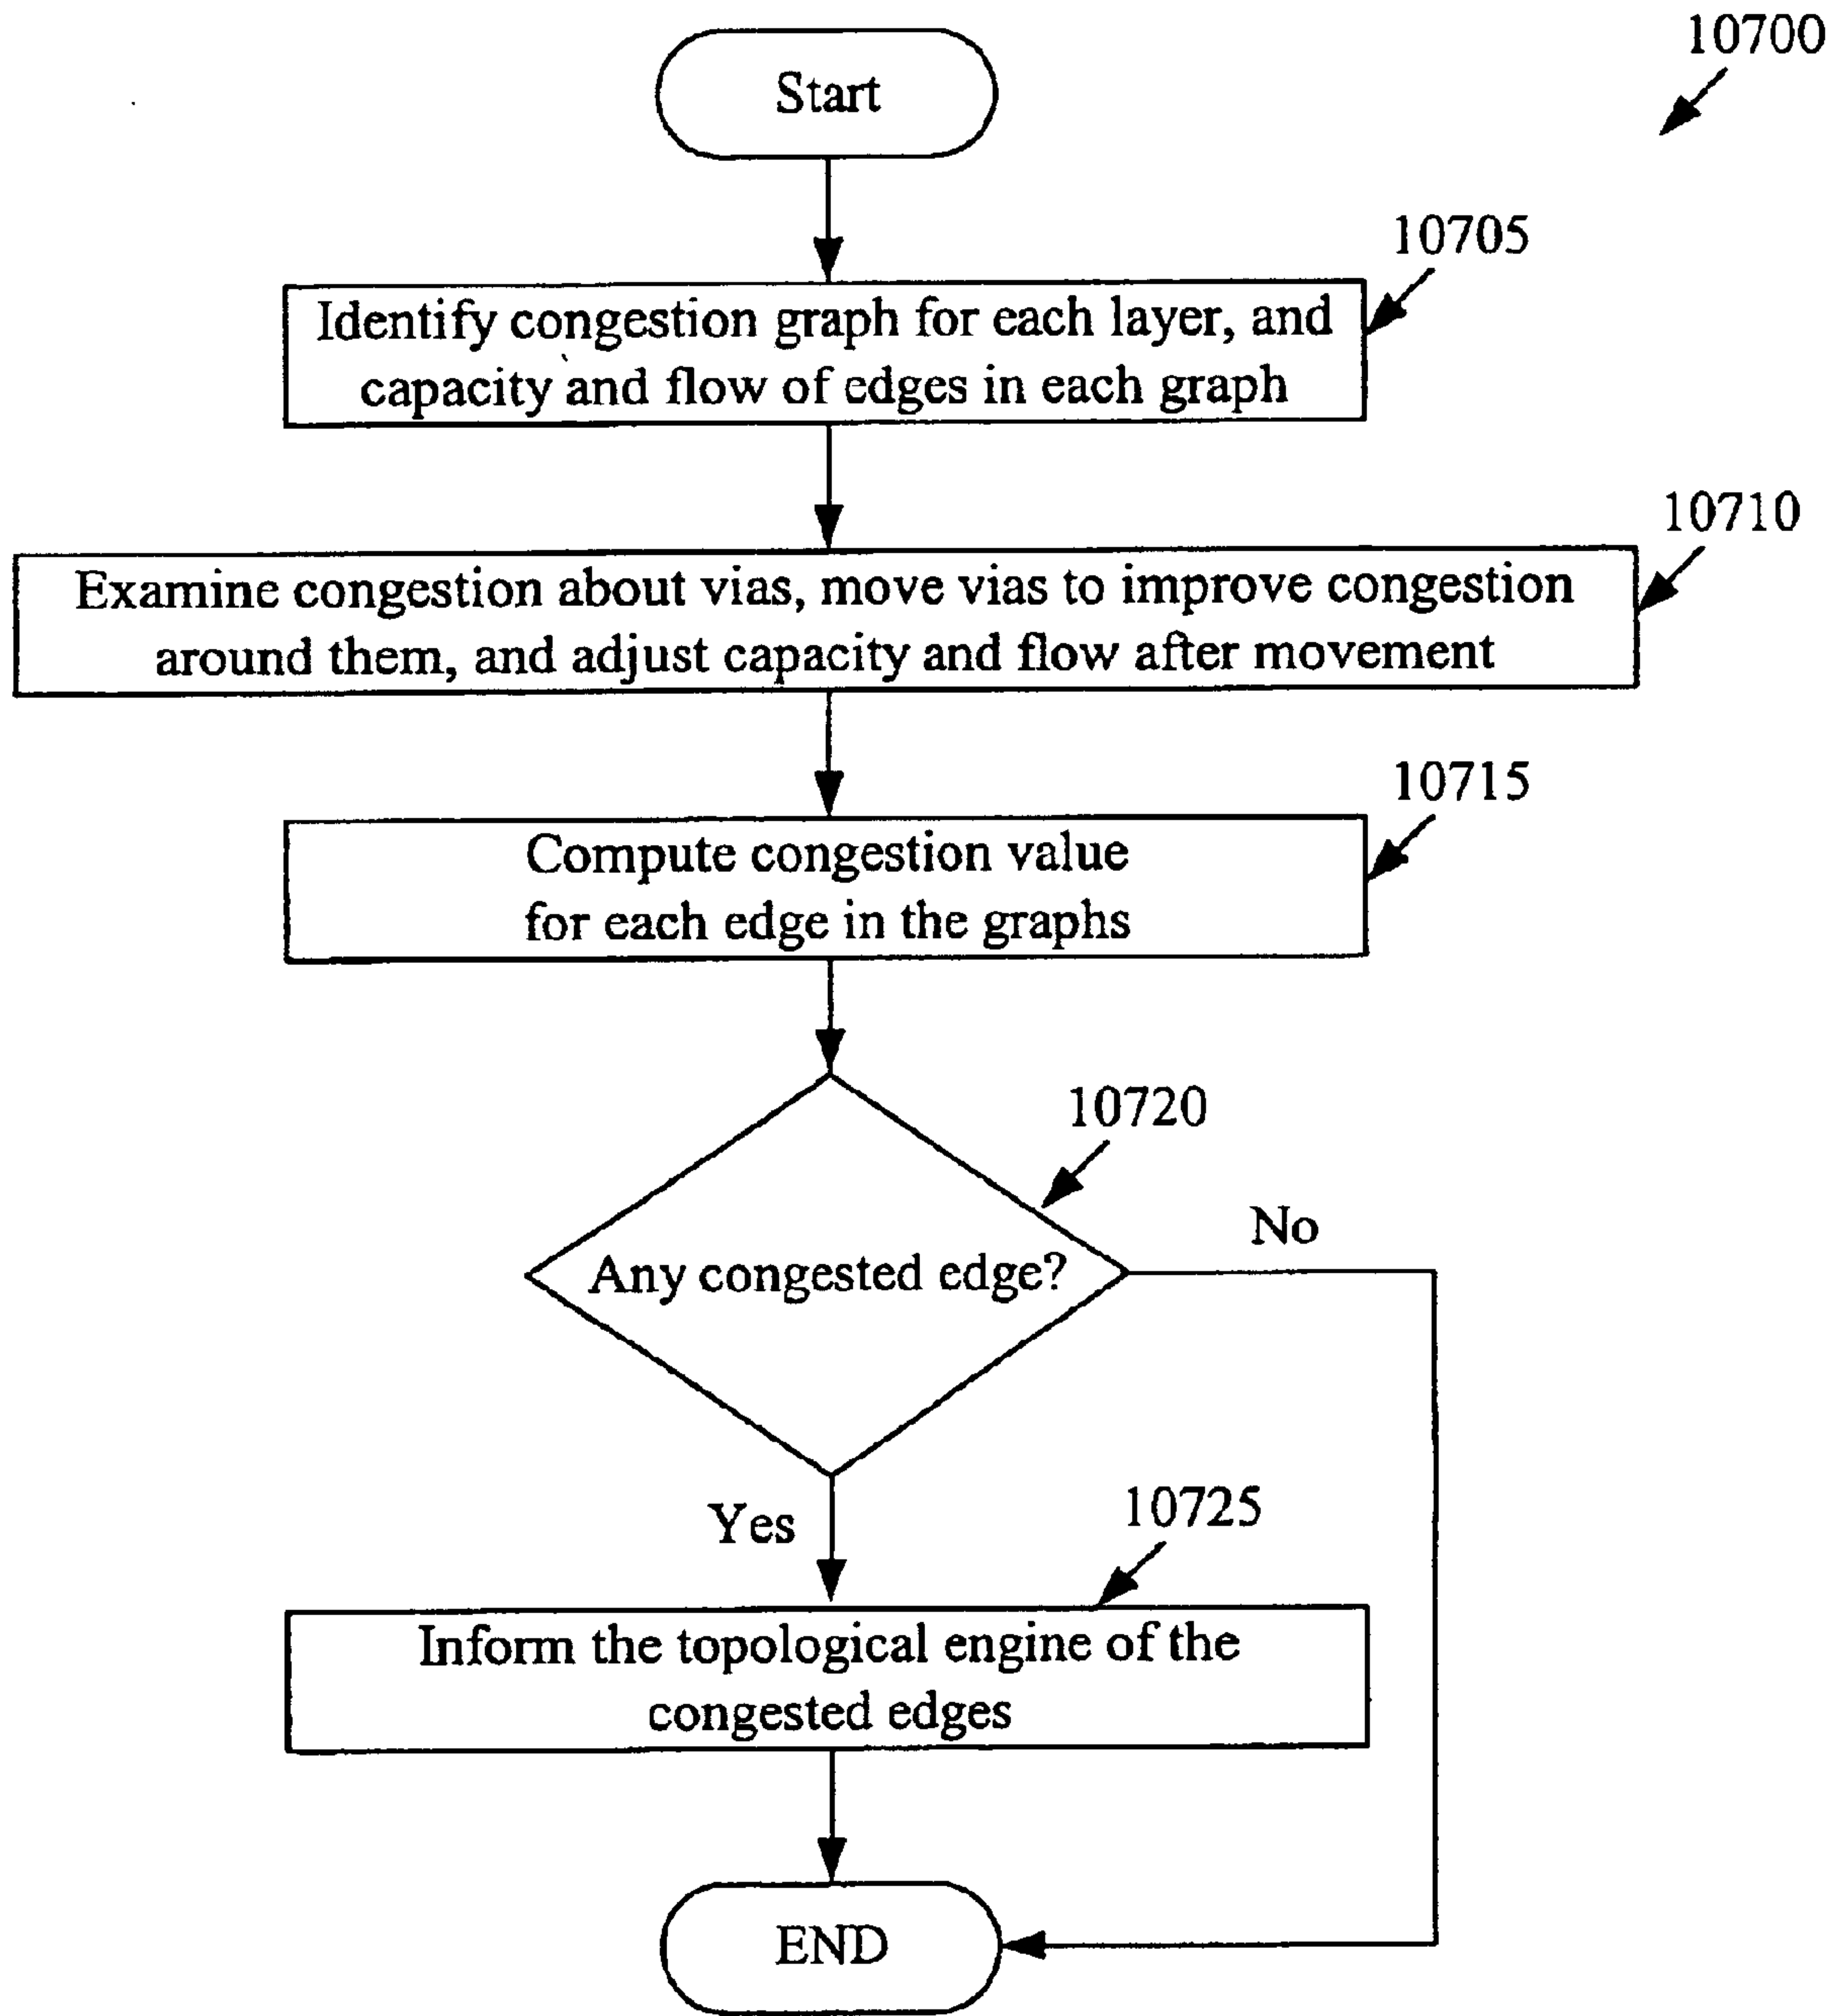 10700
Start
10705
Identify congestion graph for each layer, and
capacity and flow of edges in each graph
10710
Examine congestion about vias, move vias to improve congestion
around them, and adjust capacity and flow after movement
10715
Compute congestion value
for each edge in the graphs
10720
No
Any congested edge?
Yes
10725
Inform the topological engine of the
congested edges
END